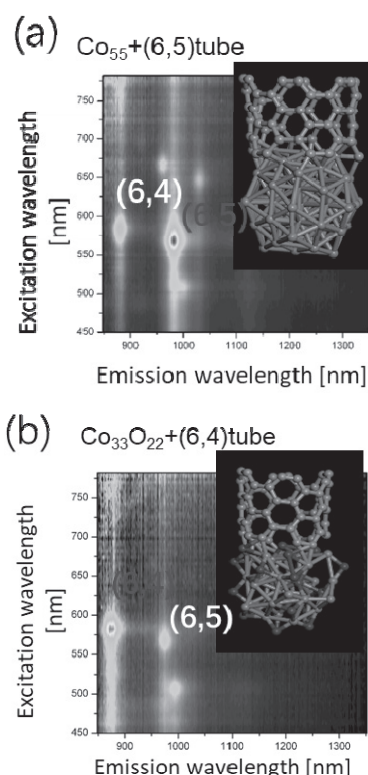 (a)
Co₅₅+(6,5)tube
Excitation wavelength
[nm]
750
700
650
600
550
500
450
(6,4)
(6,5)
900
1000
1100
1200
1300
Emission wavelength [nm]
(b)
Co₃₃O₂₂+(6,4)tube
Excitation wavelength
[nm]
750
700
650
600
550
500
450
(6,5)
900
1000
1100
1200
1300
Emission wavelength [nm]